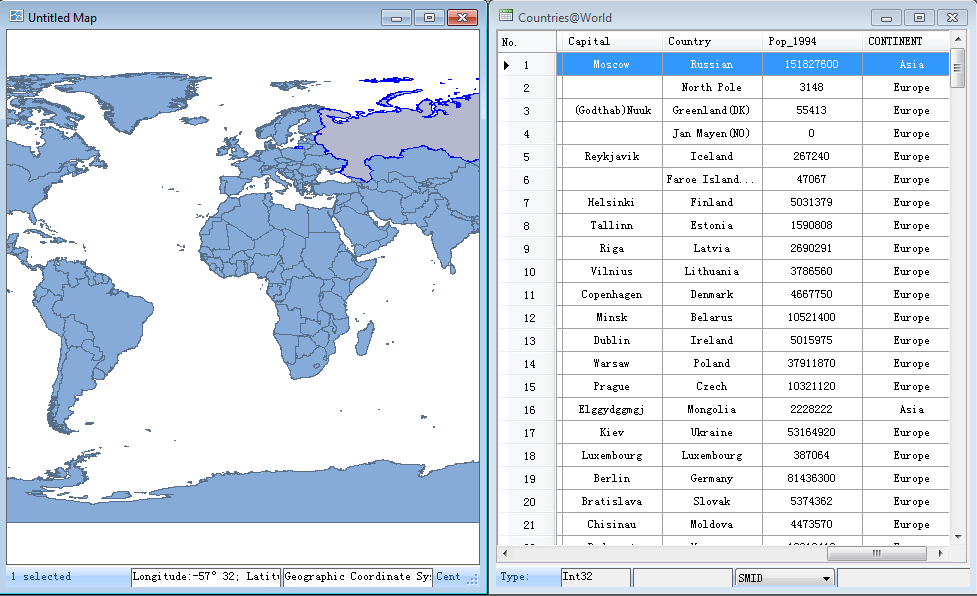 Untitled Map
1 selected
Longitude:-57° 32; Latitu
Geographic Coordinate Sys
Cent
Countries@World
No. Capital Country Pop_1994 CONTINENT
1 Moscow Russian 151827600 Asia
2 North Pole 3148 Europe
3 (Godthab)Nuuk Greenland(DK) 55413 Europe
4 Jan Mayen(NO) 0 Europe
5 Reykjavik Iceland 267240 Europe
6 Faroe Island... 47067 Europe
7 Helsinki Finland 5031379 Europe
8 Tallinn Estonia 1590808 Europe
9 Riga Latvia 2690291 Europe
10 Vilnius Lithuania 3786560 Europe
11 Copenhagen Denmark 4667750 Europe
12 Minsk Belarus 10521400 Europe
13 Dublin Ireland 5015975 Europe
14 Warsaw Poland 37911870 Europe
15 Prague Czech 10321120 Europe
16 Elggydggmgj Mongolia 2228222 Asia
17 Kiev Ukraine 53164920 Europe
18 Luxembourg Luxembourg 387064 Europe
19 Berlin Germany 81436300 Europe
20 Bratislava Slovak 5374362 Europe
21 Chisinau Moldova 4473570 Europe
Type: Int32 SMID